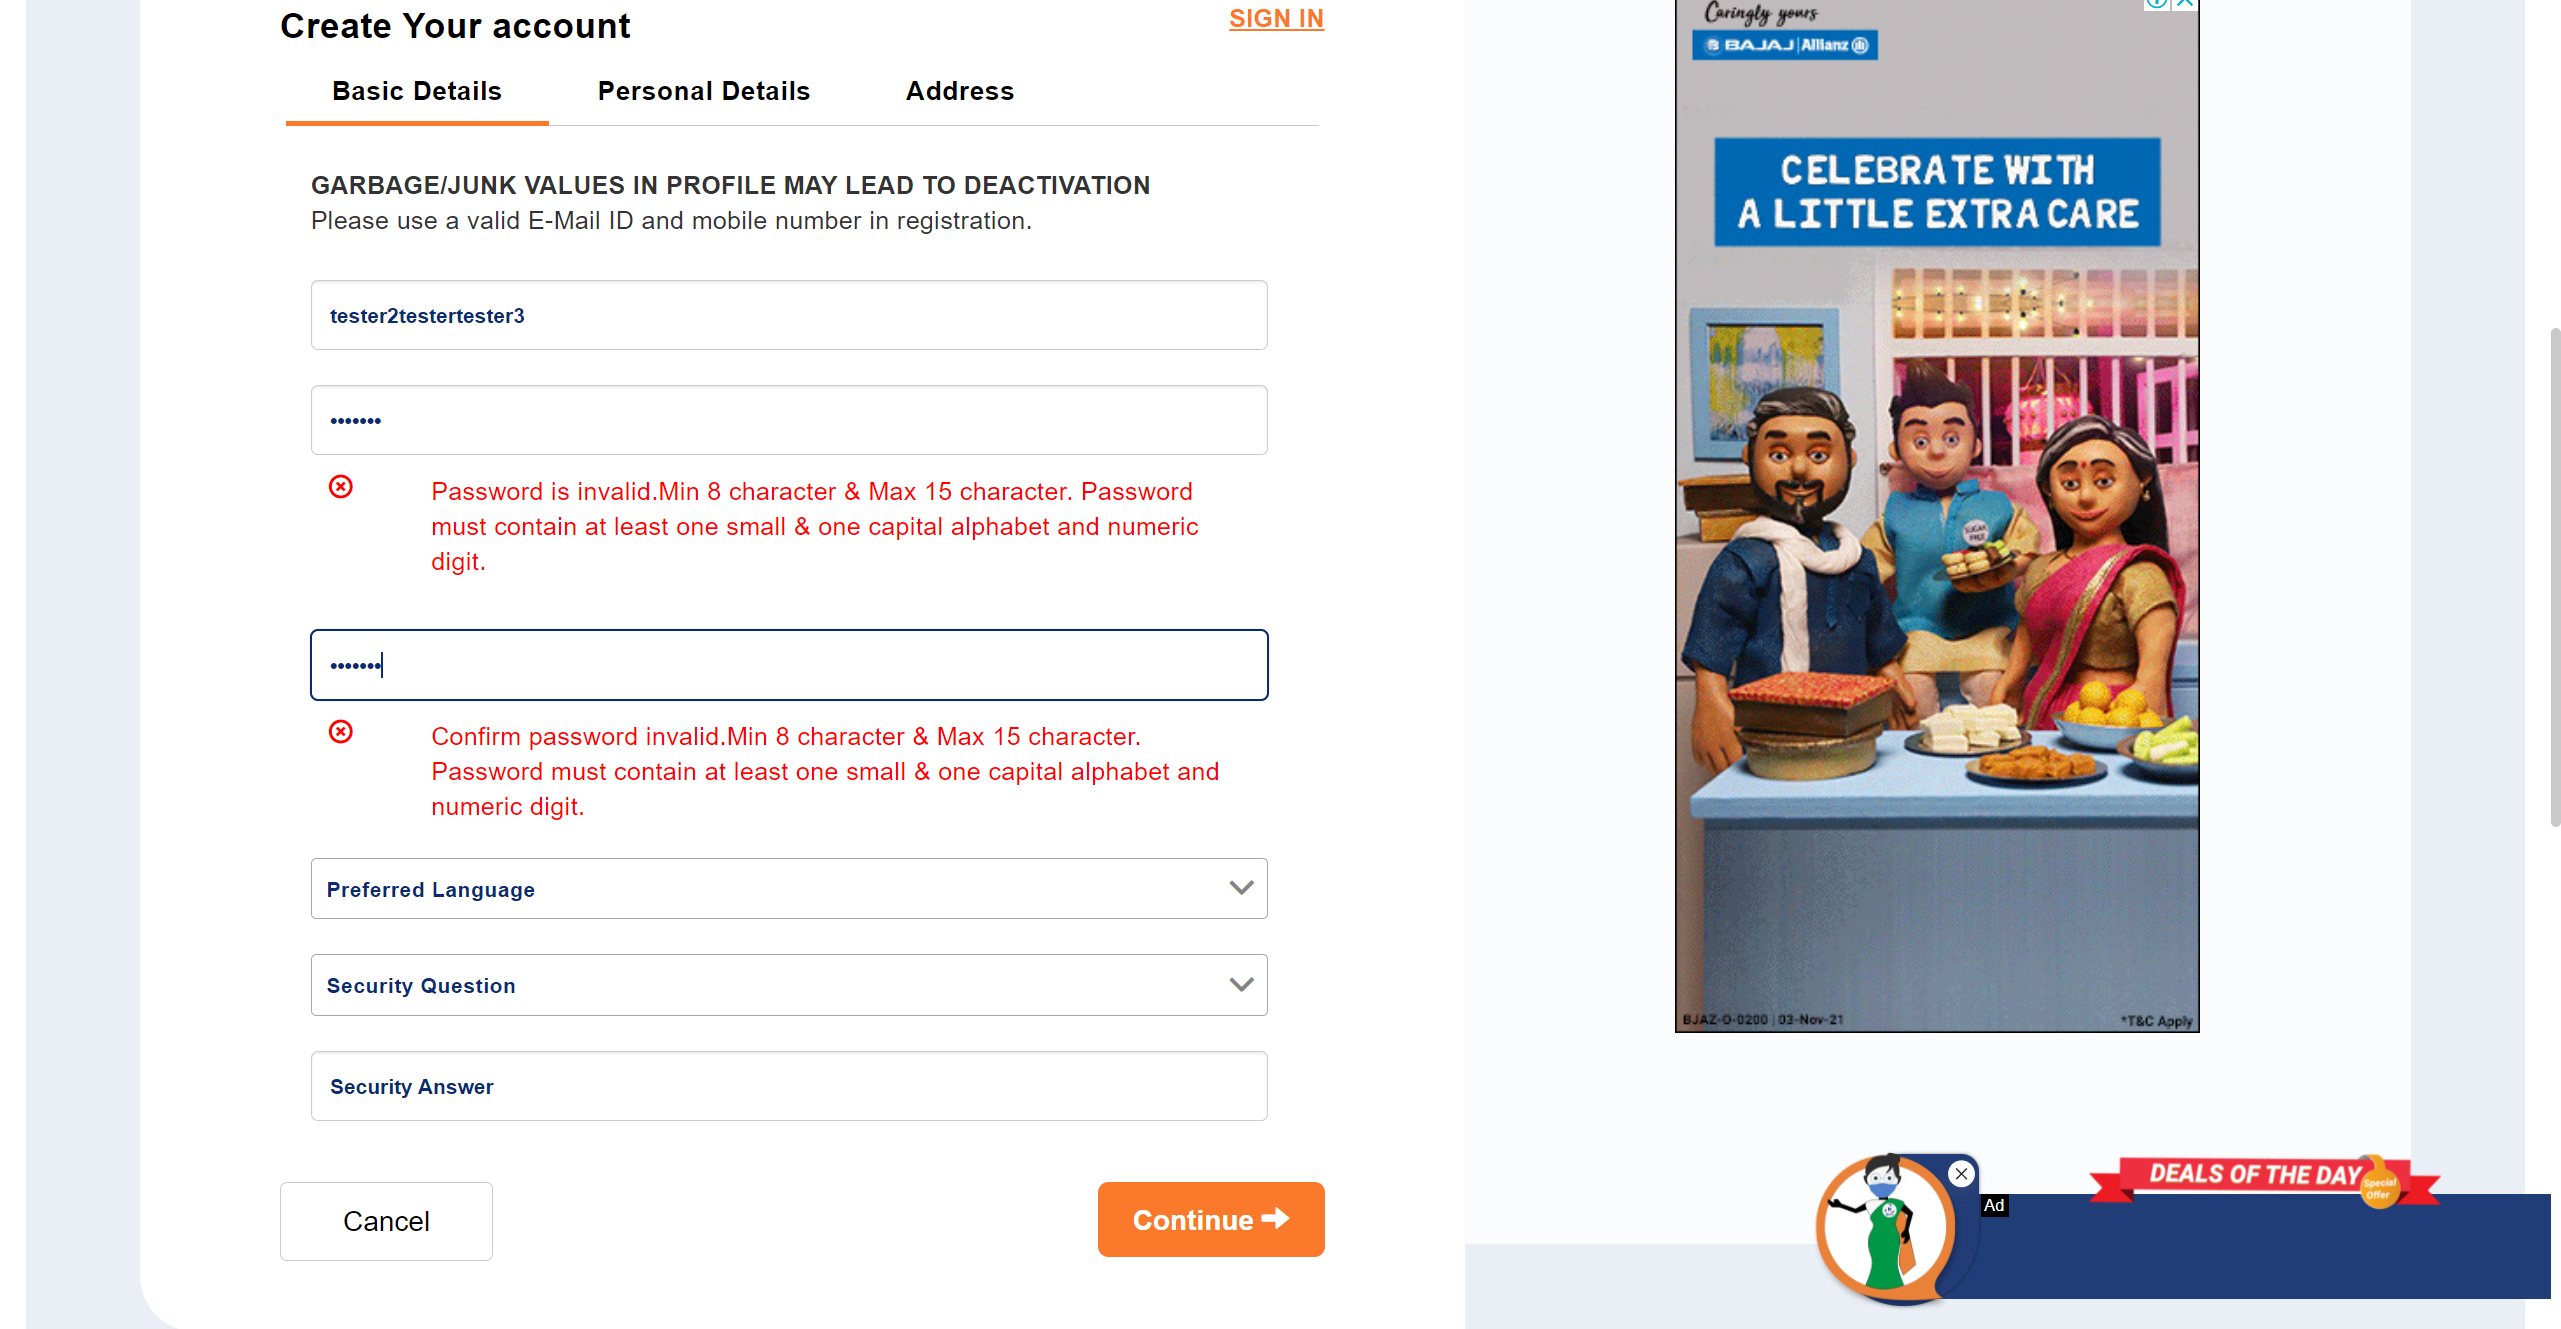 Create Your account
SIGN IN
Basic Details
Personal Details
Address
GARBAGE/JUNK VALUES IN PROFILE MAY LEAD TO DEACTIVATION
Please use a valid E-Mail ID and mobile number in registration.
tester2testertester3
•••••••
Password is invalid.Min 8 character & Max 15 character. Password
must contain at least one small & one capital alphabet and numeric
digit.
•••••••
Confirm password invalid.Min 8 character & Max 15 character.
Password must contain at least one small & one capital alphabet and
numeric digit.
Preferred Language
Security Question
Security Answer
Cancel
Continue
Caringly yours
BAJAJ | Allianz
CELEBRATE WITH
A LITTLE EXTRA CARE
SUGAR
FREE
BJAZ-O-0200 | 03-Nov-21
*T&C Apply
DEALS OF THE DAY
Special
Offer
Ad